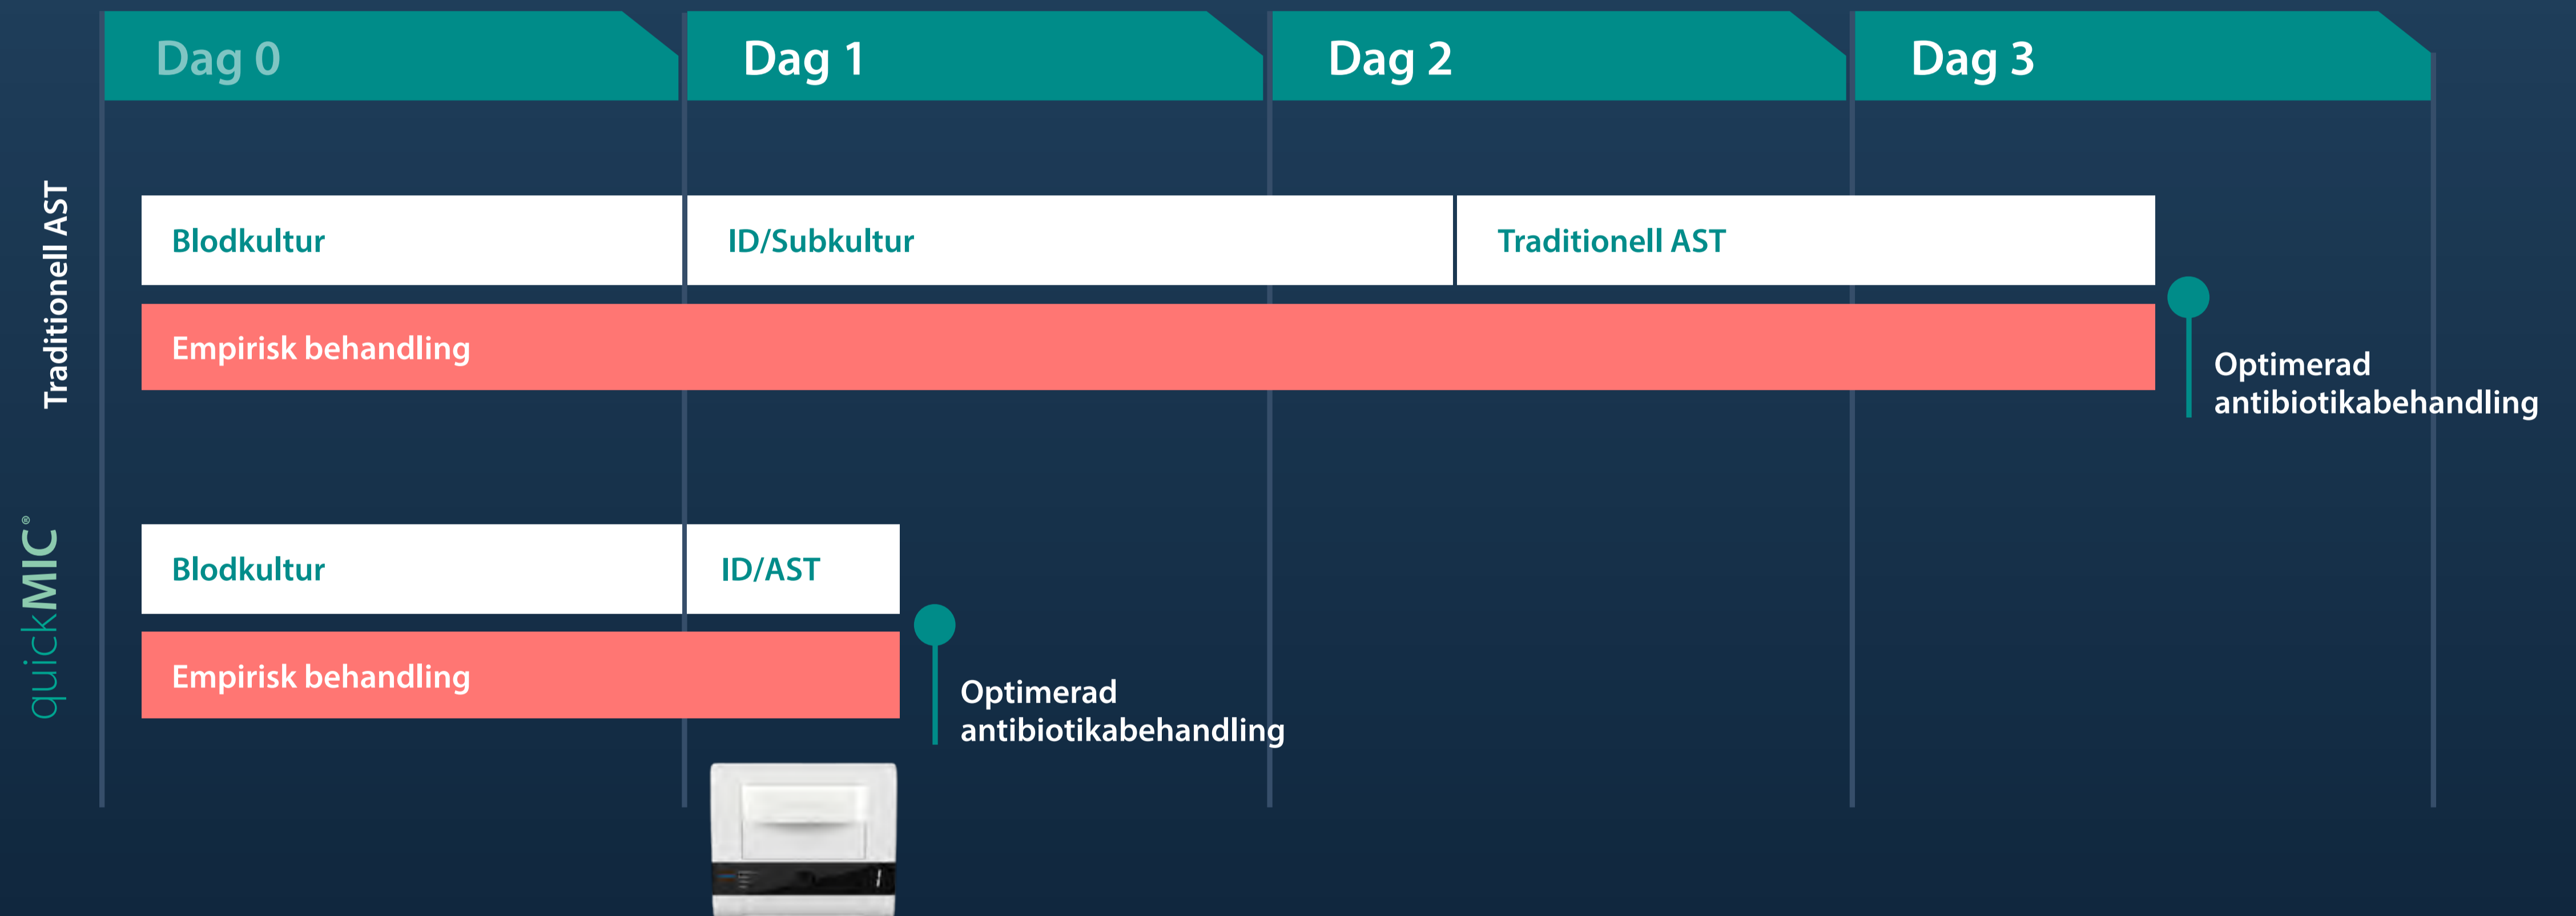 Dag 0
Dag 1
Dag 2
Dag 3
Traditionell AST
Blodkultur
ID/Subkultur
Traditionell AST
Empirisk behandling
Optimerad
antibiotikabehandling
quickMIC®
Blodkultur
ID/AST
Empirisk behandling
Optimerad
antibiotikabehandling